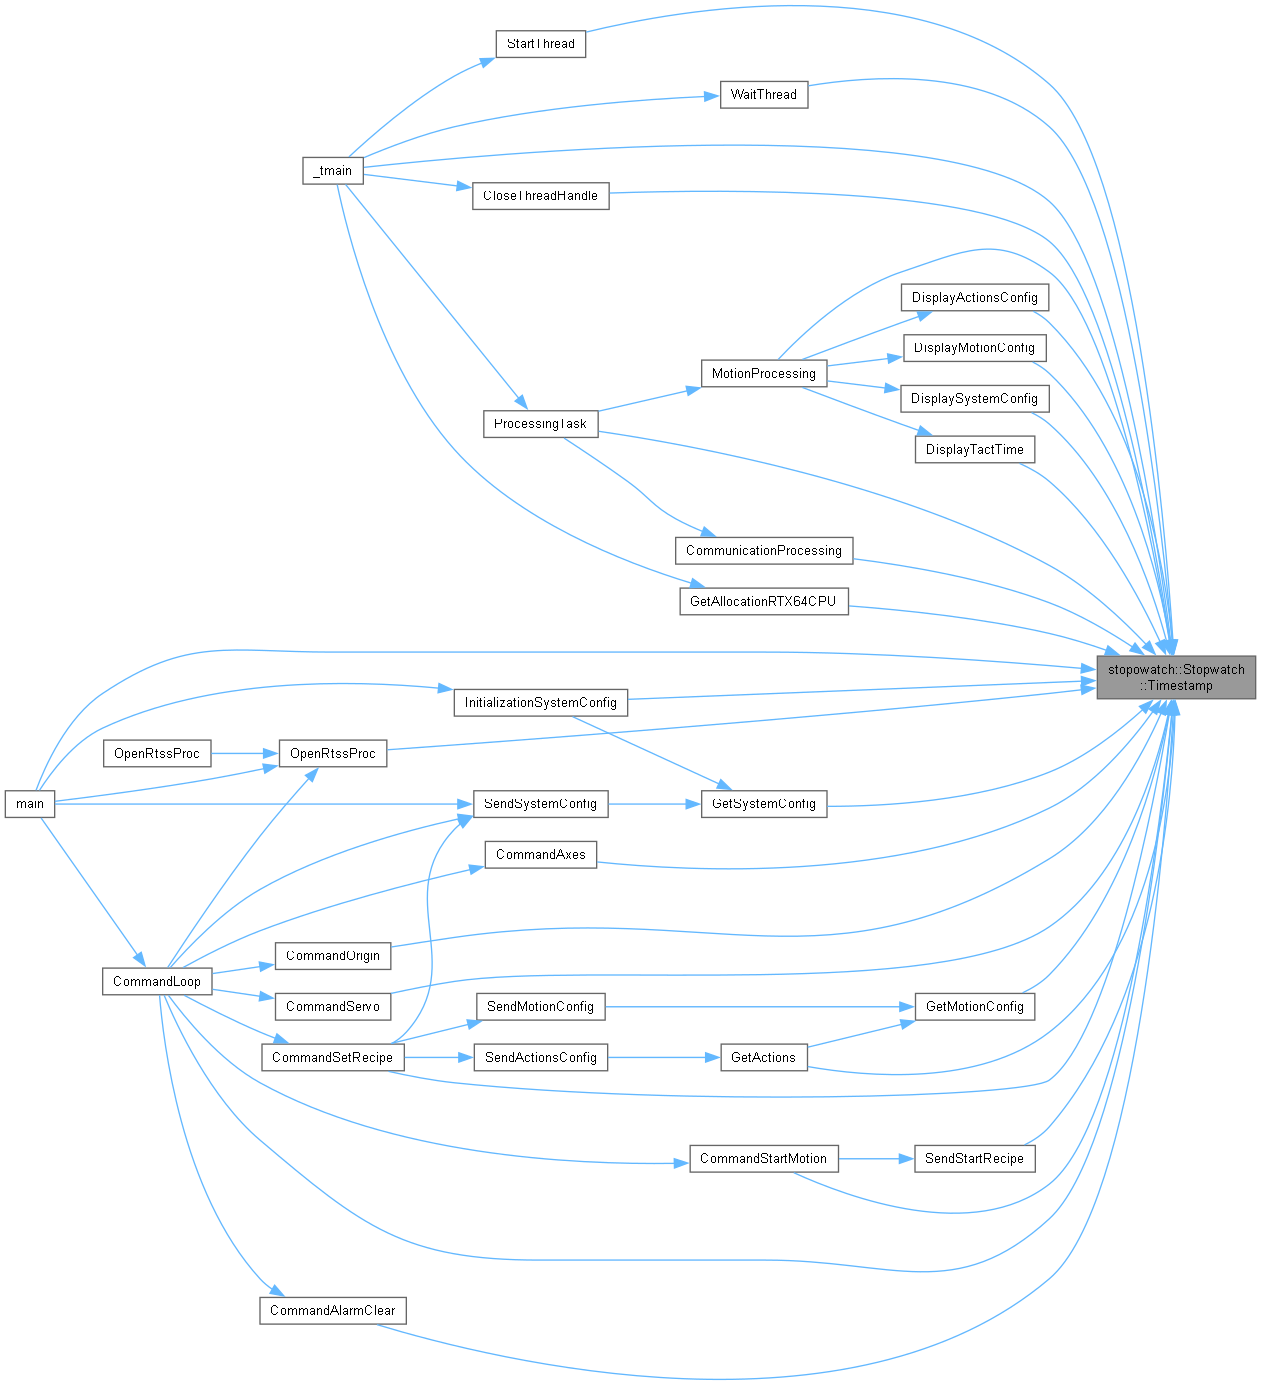 StartThread
WaitThread
_tmain
CloseThreadHandle
DisplayActionsConfig
DisplayMotionConfig
MotionProcessing
DisplaySystemConfig
ProcessingTask
DisplayTactTime
CommunicationProcessing
GetAllocationRTX64CPU
stopowatch::Stopwatch
::Timestamp
InitializationSystemConfig
OpenRtssProc
OpenRtssProc
main
SendSystemConfig
GetSystemConfig
CommandAxes
CommandOrigin
CommandLoop
CommandServo
SendMotionConfig
GetMotionConfig
CommandSetRecipe
SendActionsConfig
GetActions
CommandStartMotion
SendStartRecipe
CommandAlarmClear